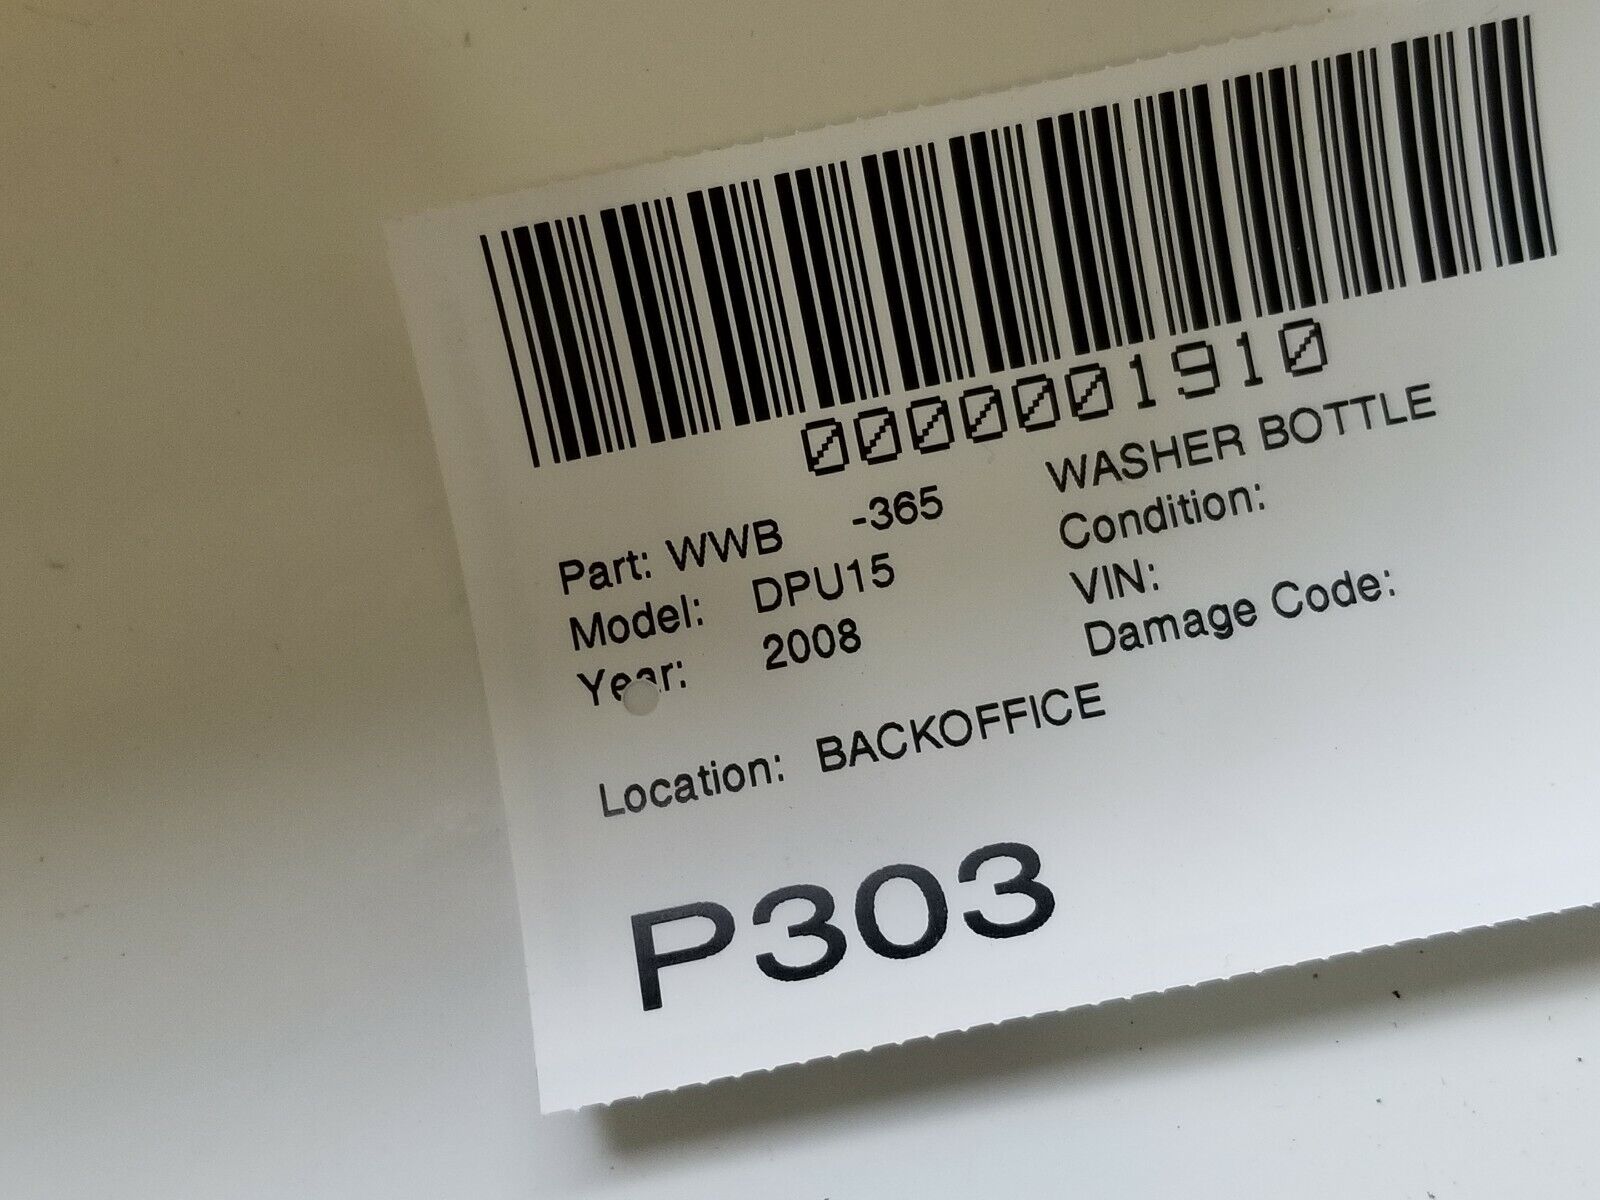 0000001910
Part: WWB -365 WASHER BOTTLE
Model: DPU15 Condition:
Year: 2008 VIN:
Damage Code:
Location: BACKOFFICE
P303